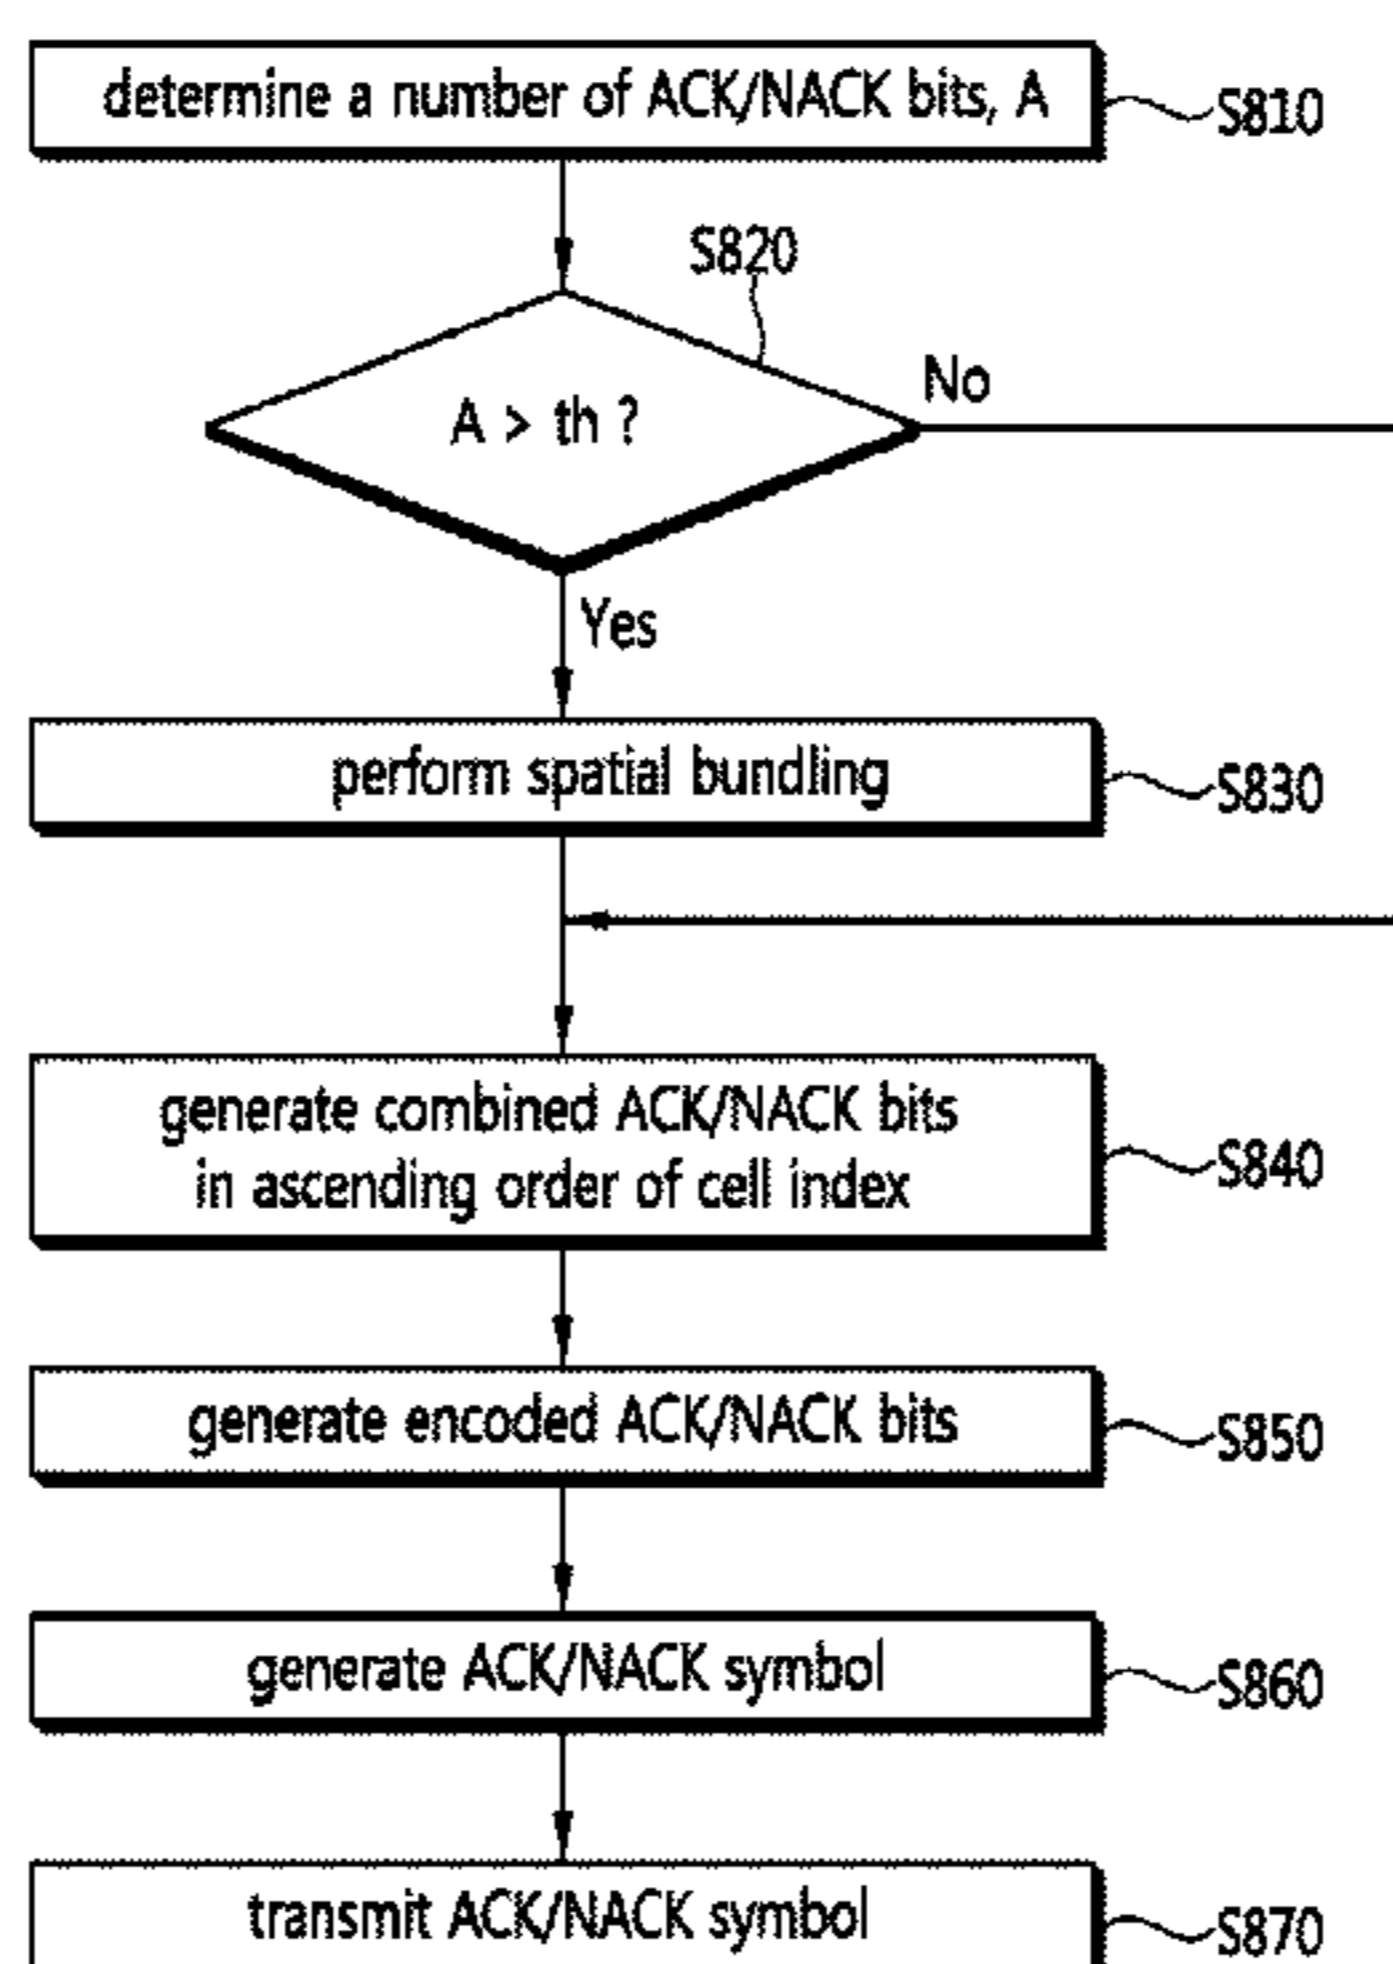 determine a number of ACK/NACK bits, A
S810
S820
A > th ?
No
Yes
perform spatial bundling
S830
generate combined ACK/NACK bits
in ascending order of cell index
S840
generate encoded ACK/NACK bits
S850
generate ACK/NACK symbol
S860
transmit ACK/NACK symbol
S870